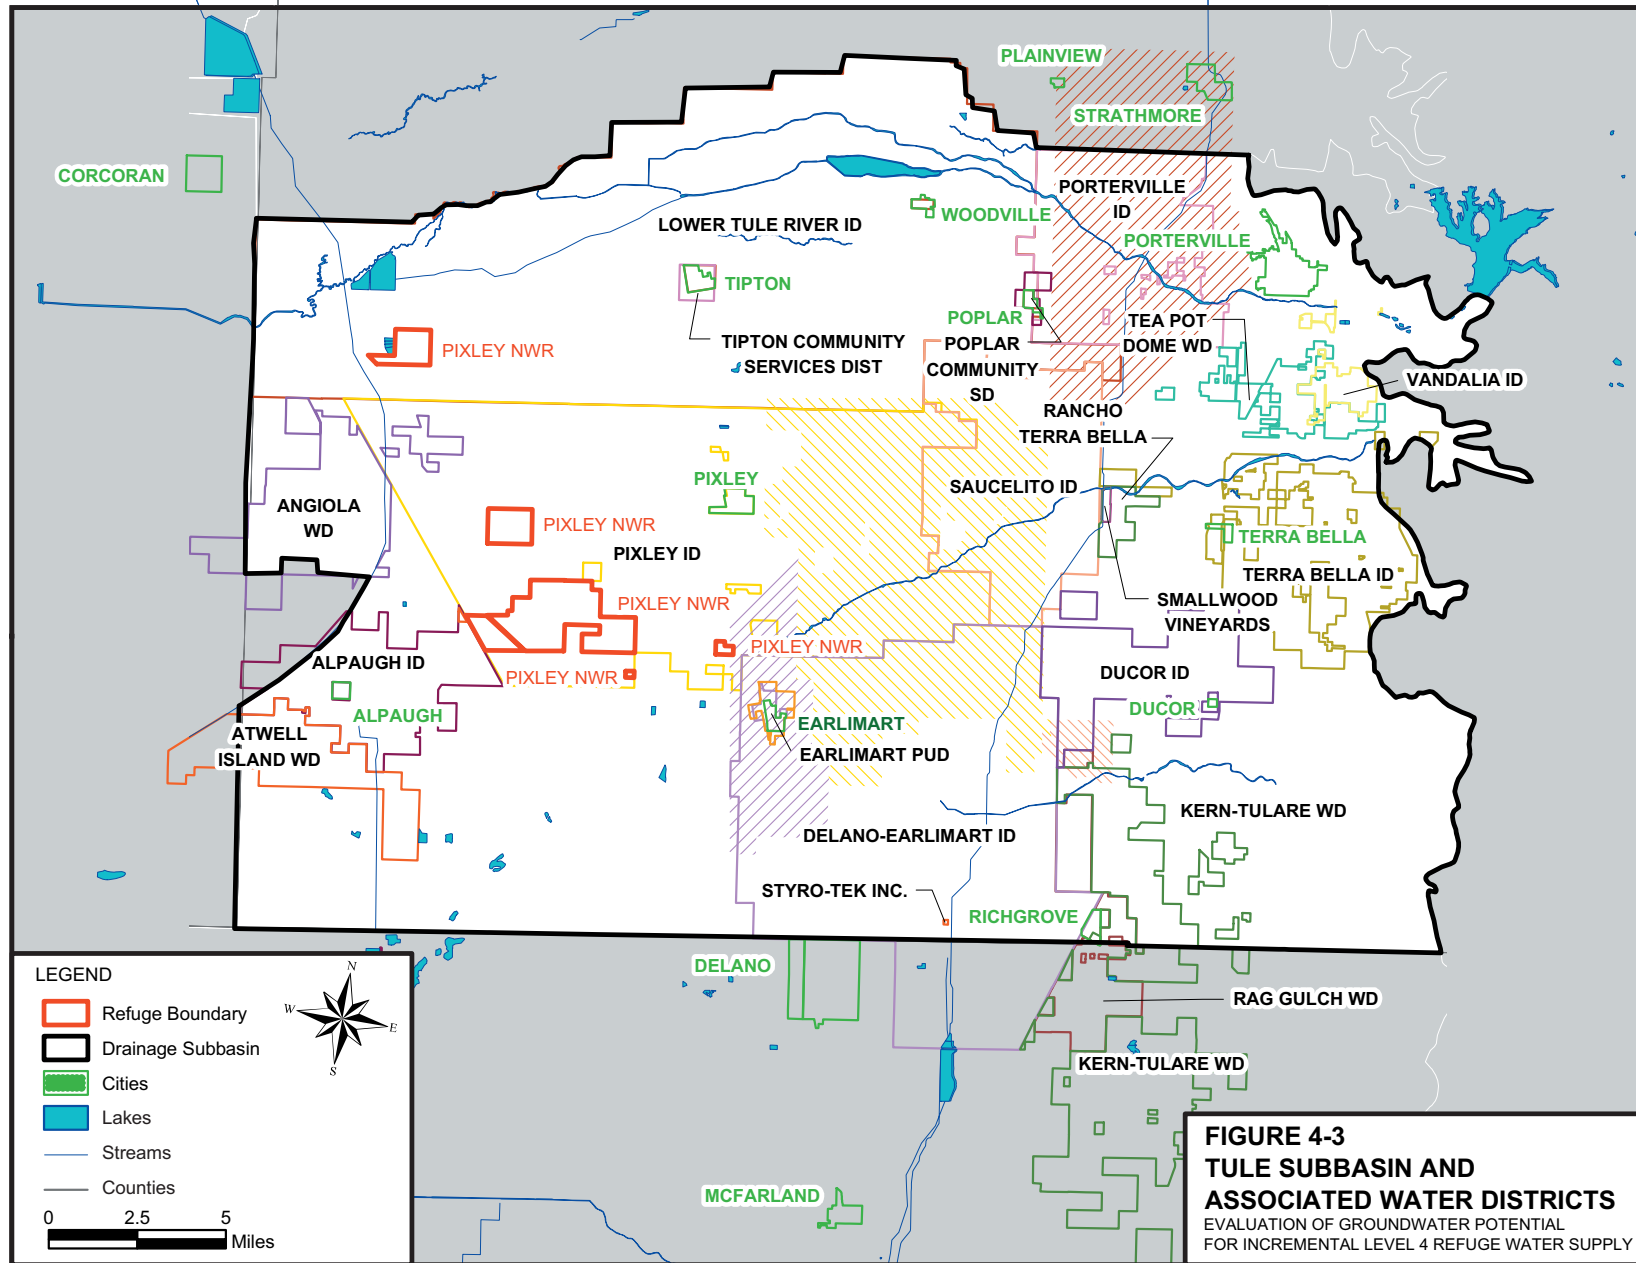 PLAINVIEW
STRATHMORE
CORCORAN
PORTERVILLE
ID
WOODVILLE
LOWER TULE RIVER ID
PORTERVILLE
TIPTON
POPLAR
TEA POT
DOME WD
PIXLEY NWR
TIPTON COMMUNITY
SERVICES DIST
POPLAR
COMMUNITY
SD
VANDALIA ID
RANCHO
TERRA BELLA
PIXLEY
SAUCELITO ID
ANGIOLA
WD
PIXLEY NWR
PIXLEY ID
TERRA BELLA
TERRA BELLA ID
PIXLEY NWR
SMALLWOOD
VINEYARDS
PIXLEY NWR
ALPAUGH ID
PIXLEY NWR
DUCOR ID
ALPAUGH
DUCOR
EARLIMART
ATWELL
ISLAND WD
EARLIMART PUD
KERN-TULARE WD
DELANO-EARLIMART ID
STYRO-TEK INC.
RICHGROVE
DELANO
RAG GULCH WD
KERN-TULARE WD
MCFARLAND
LEGEND
N
W
E
S
Refuge Boundary
Drainage Subbasin
Cities
Lakes
Streams
Counties
0 2.5 5
Miles
FIGURE 4-3
TULE SUBBASIN AND
ASSOCIATED WATER DISTRICTS
EVALUATION OF GROUNDWATER POTENTIAL
FOR INCREMENTAL LEVEL 4 REFUGE WATER SUPPLY